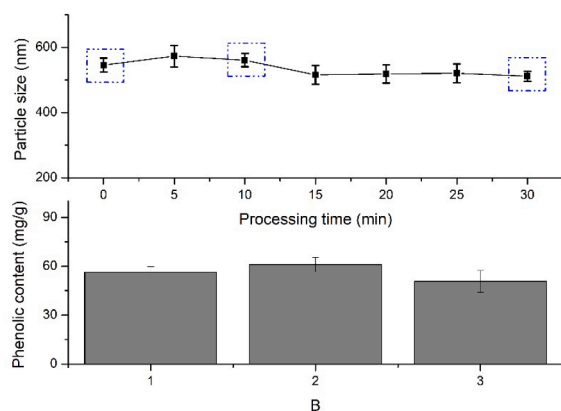 Particle size (nm)
600
400
200
0 5 10 15 20 25 30
Processing time (min)
Phenolic content (mg/g)
90
60
30
0
1 2 3
B